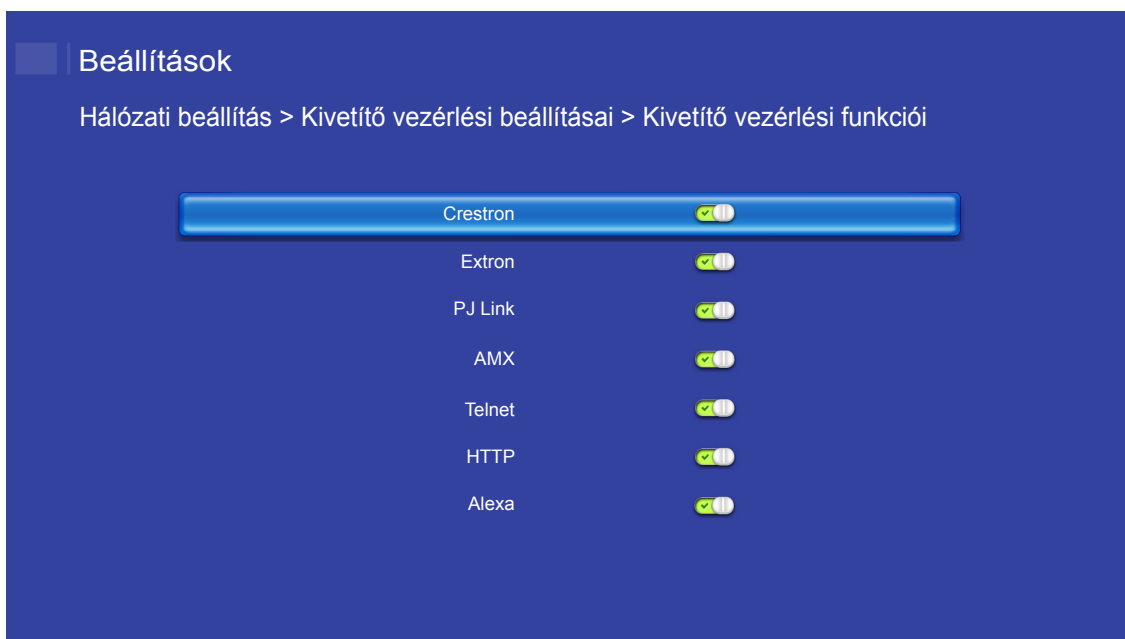 Beállítások
Hálózati beállítás > Kivetítő vezérlési beállításai > Kivetítő vezérlési funkciói
Crestron
Extron
PJ Link
AMX
Telnet
HTTP
Alexa